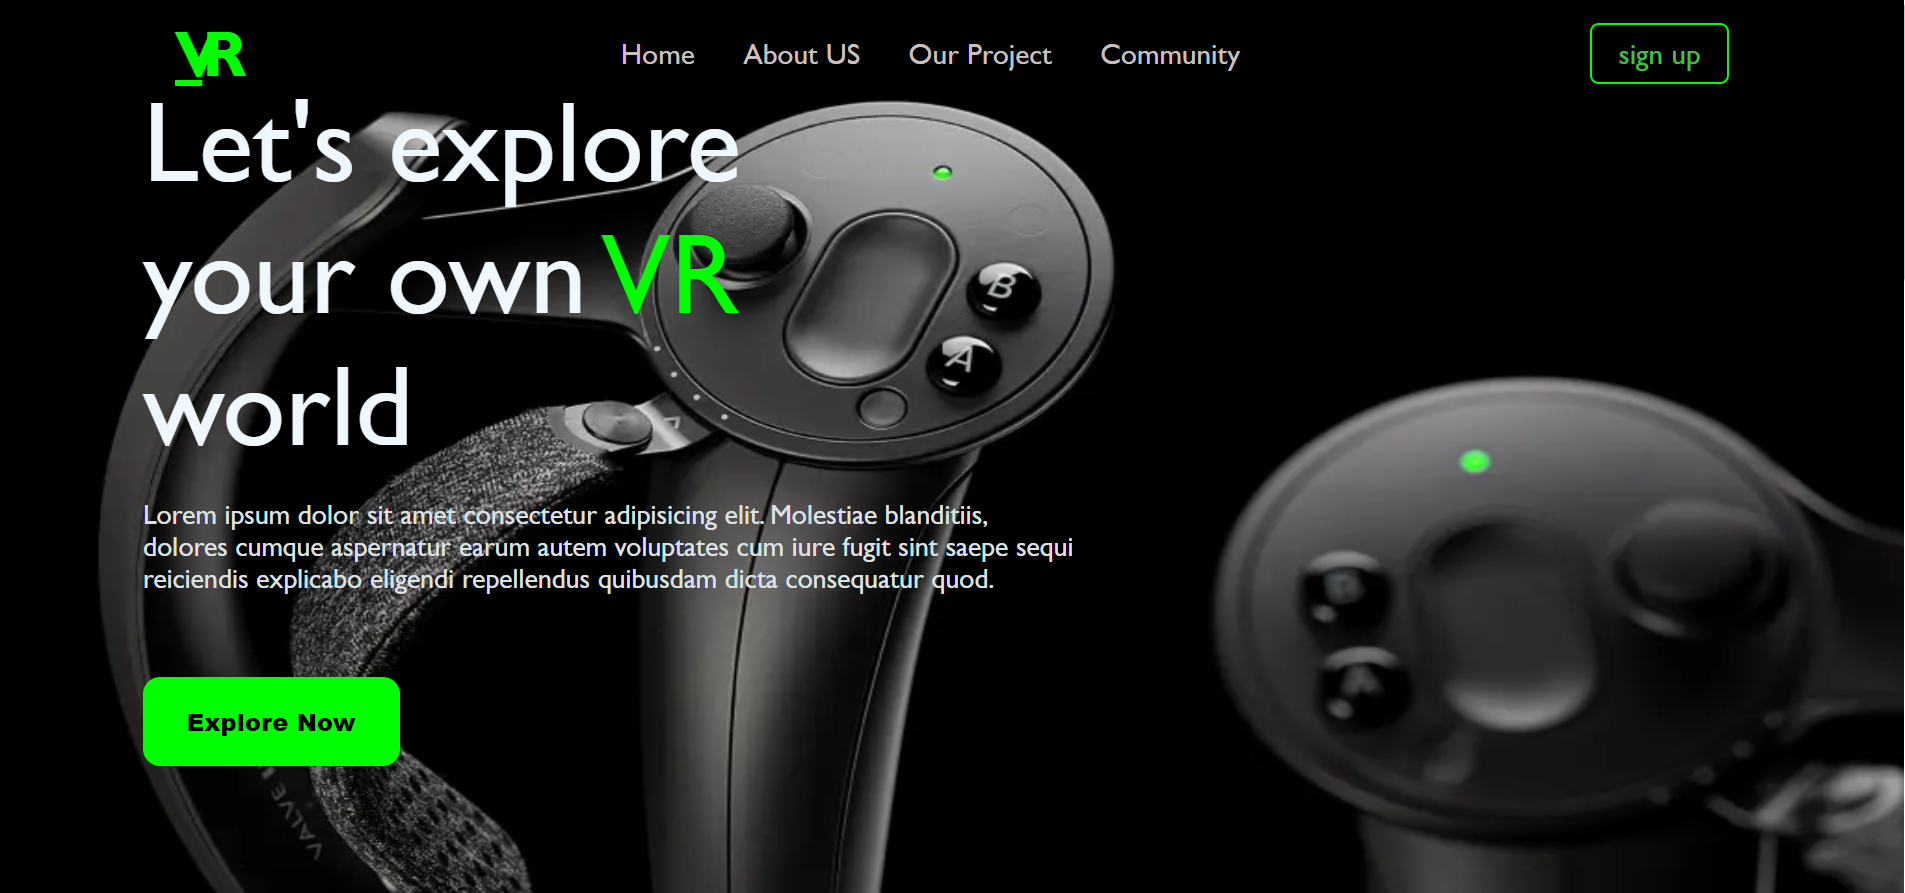 VR
Home About US Our Project Community
sign up
Let's explore
your own VR
world
Lorem ipsum dolor sit amet consectetur adipisicing elit. Molestiae blanditiis,
dolores cumque aspernatur earum autem voluptates cum iure fugit sint saepe sequi
reiciendis explicabo eligendi repellendus quibusdam dicta consequatur quod.
Explore Now
B
A
B
A
VALVE